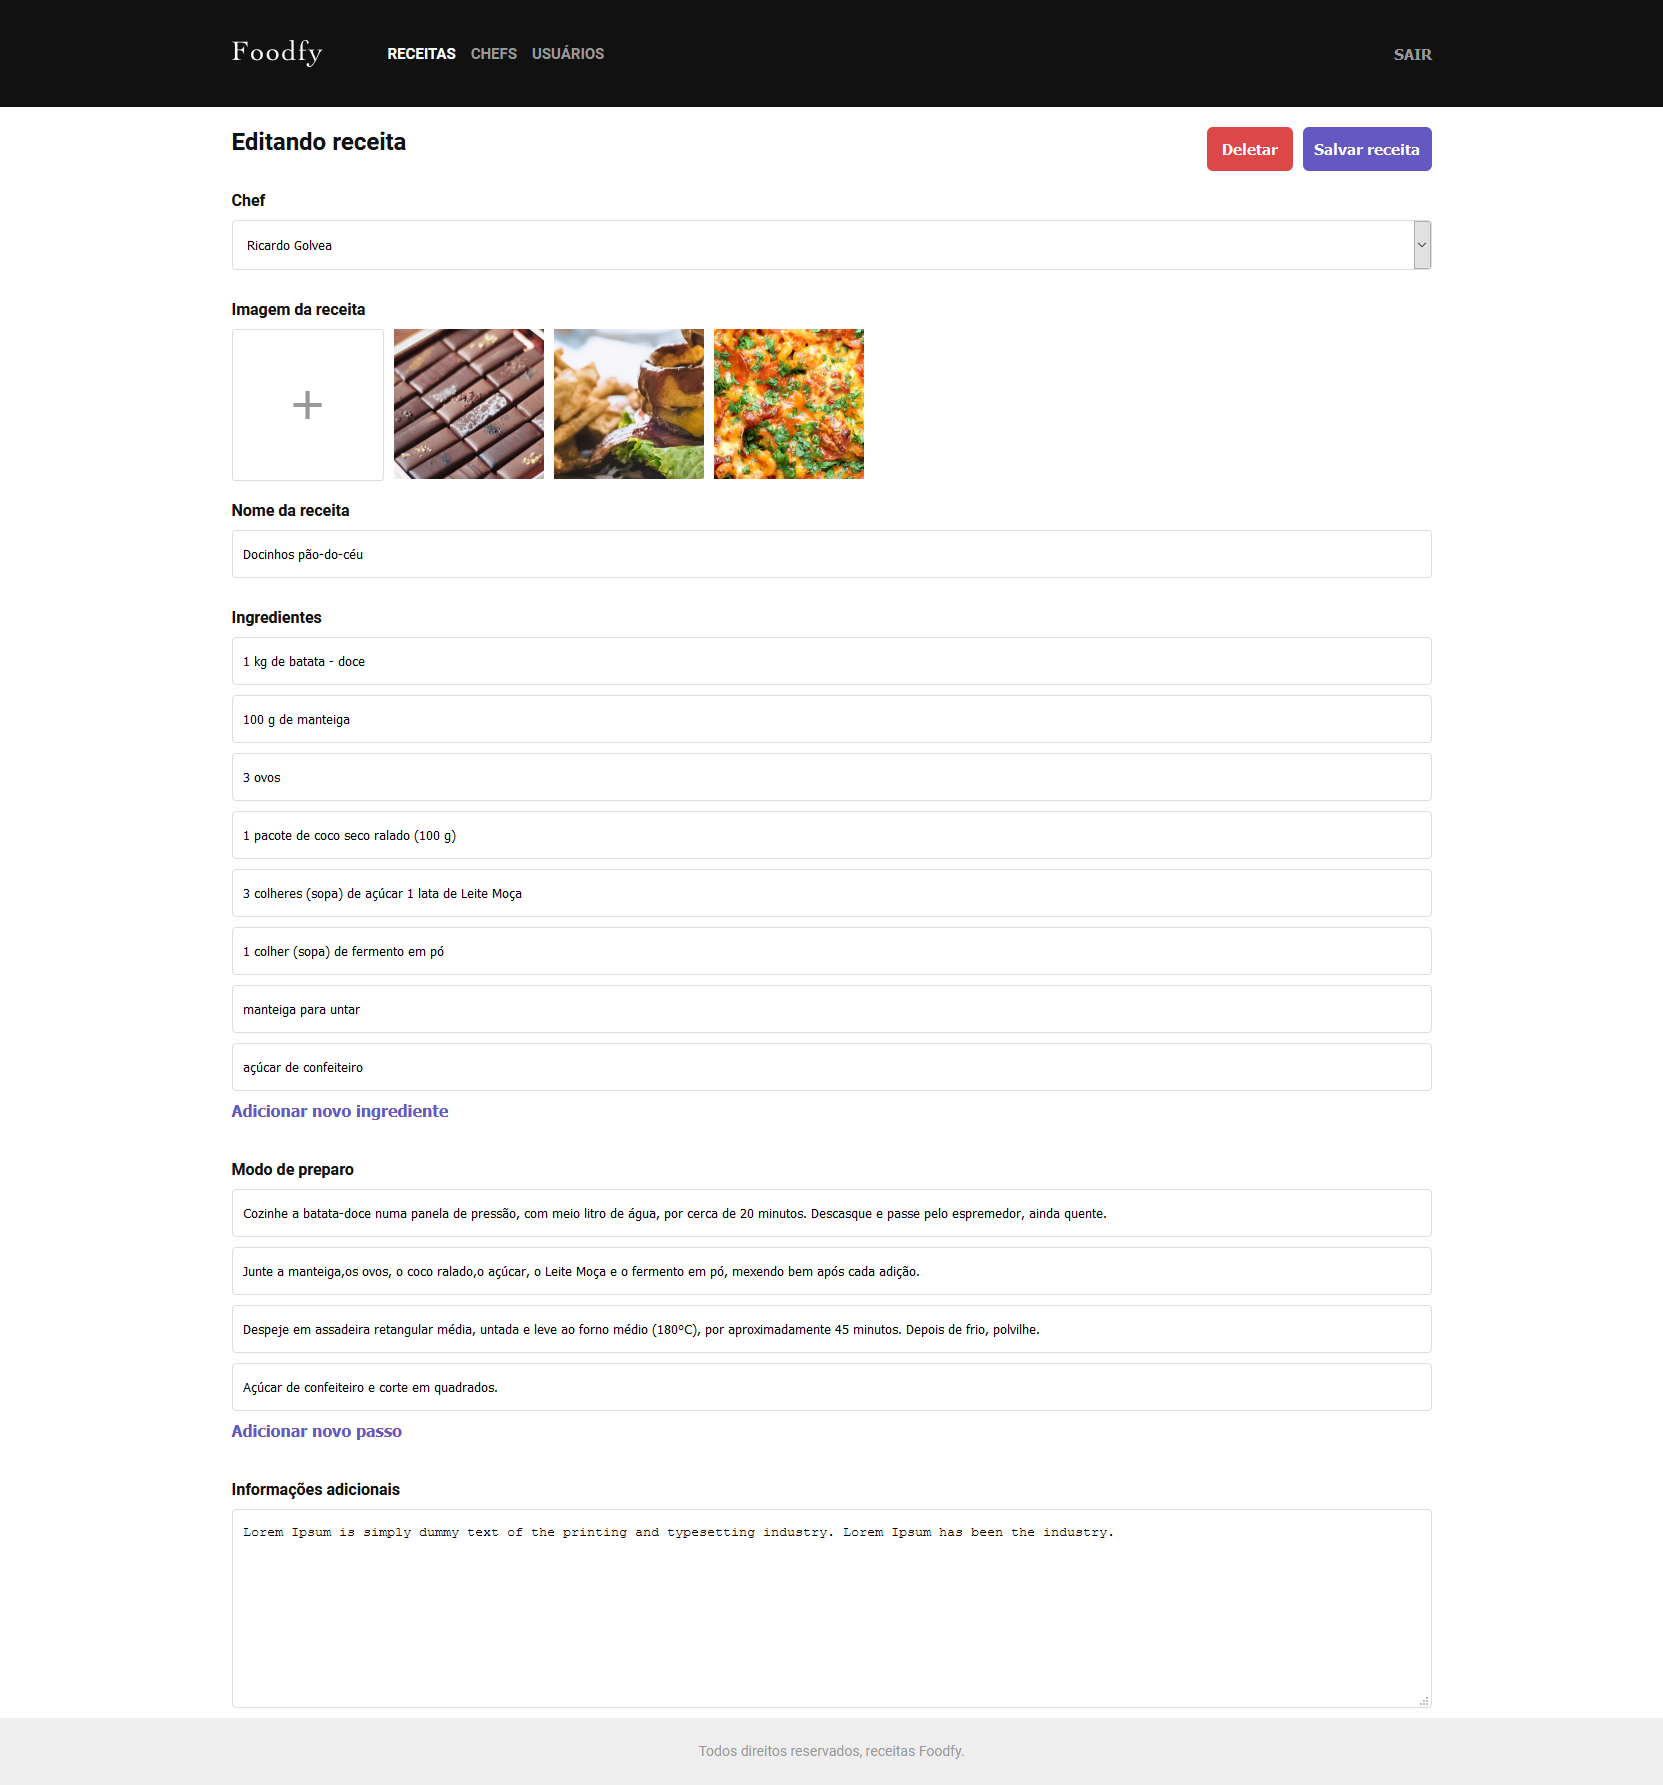 Foodfy
RECEITAS CHEFS USUÁRIOS
SAIR
Editando receita
Deletar
Salvar receita
Chef
Ricardo Golvea
Imagem da receita
Nome da receita
Docinhos pão-do-céu
Ingredientes
1 kg de batata - doce
100 g de manteiga
3 ovos
1 pacote de coco seco ralado (100 g)
3 colheres (sopa) de açúcar 1 lata de Leite Moça
1 colher (sopa) de fermento em pó
manteiga para untar
açúcar de confeiteiro
Adicionar novo ingrediente
Modo de preparo
Cozinhe a batata-doce numa panela de pressão, com meio litro de água, por cerca de 20 minutos. Descasque e passe pelo espremedor, ainda quente.
Junte a manteiga,os ovos, o coco ralado,o açúcar, o Leite Moça e o fermento em pó, mexendo bem após cada adição.
Despeje em assadeira retangular média, untada e leve ao forno médio (180ºC), por aproximadamente 45 minutos. Depois de frio, polvilhe.
Açúcar de confeiteiro e corte em quadrados.
Adicionar novo passo
Informações adicionais
Lorem Ipsum is simply dummy text of the printing and typesetting industry. Lorem Ipsum has been the industry.
Todos direitos reservados, receitas Foodfy.